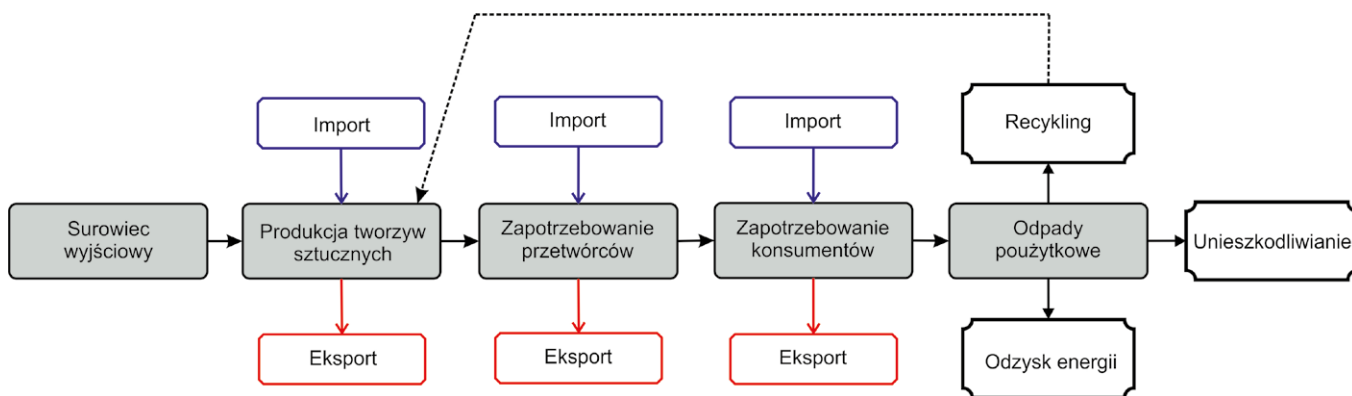 Import
Import
Import
Recykling
Surowiec
wyjściowy
Produkcja tworzyw
sztucznych
Zapotrzebowanie
przetwórców
Zapotrzebowanie
konsumentów
Odpady
poużytkowe
Unieszkodliwianie
Eksport
Eksport
Eksport
Odzysk energii